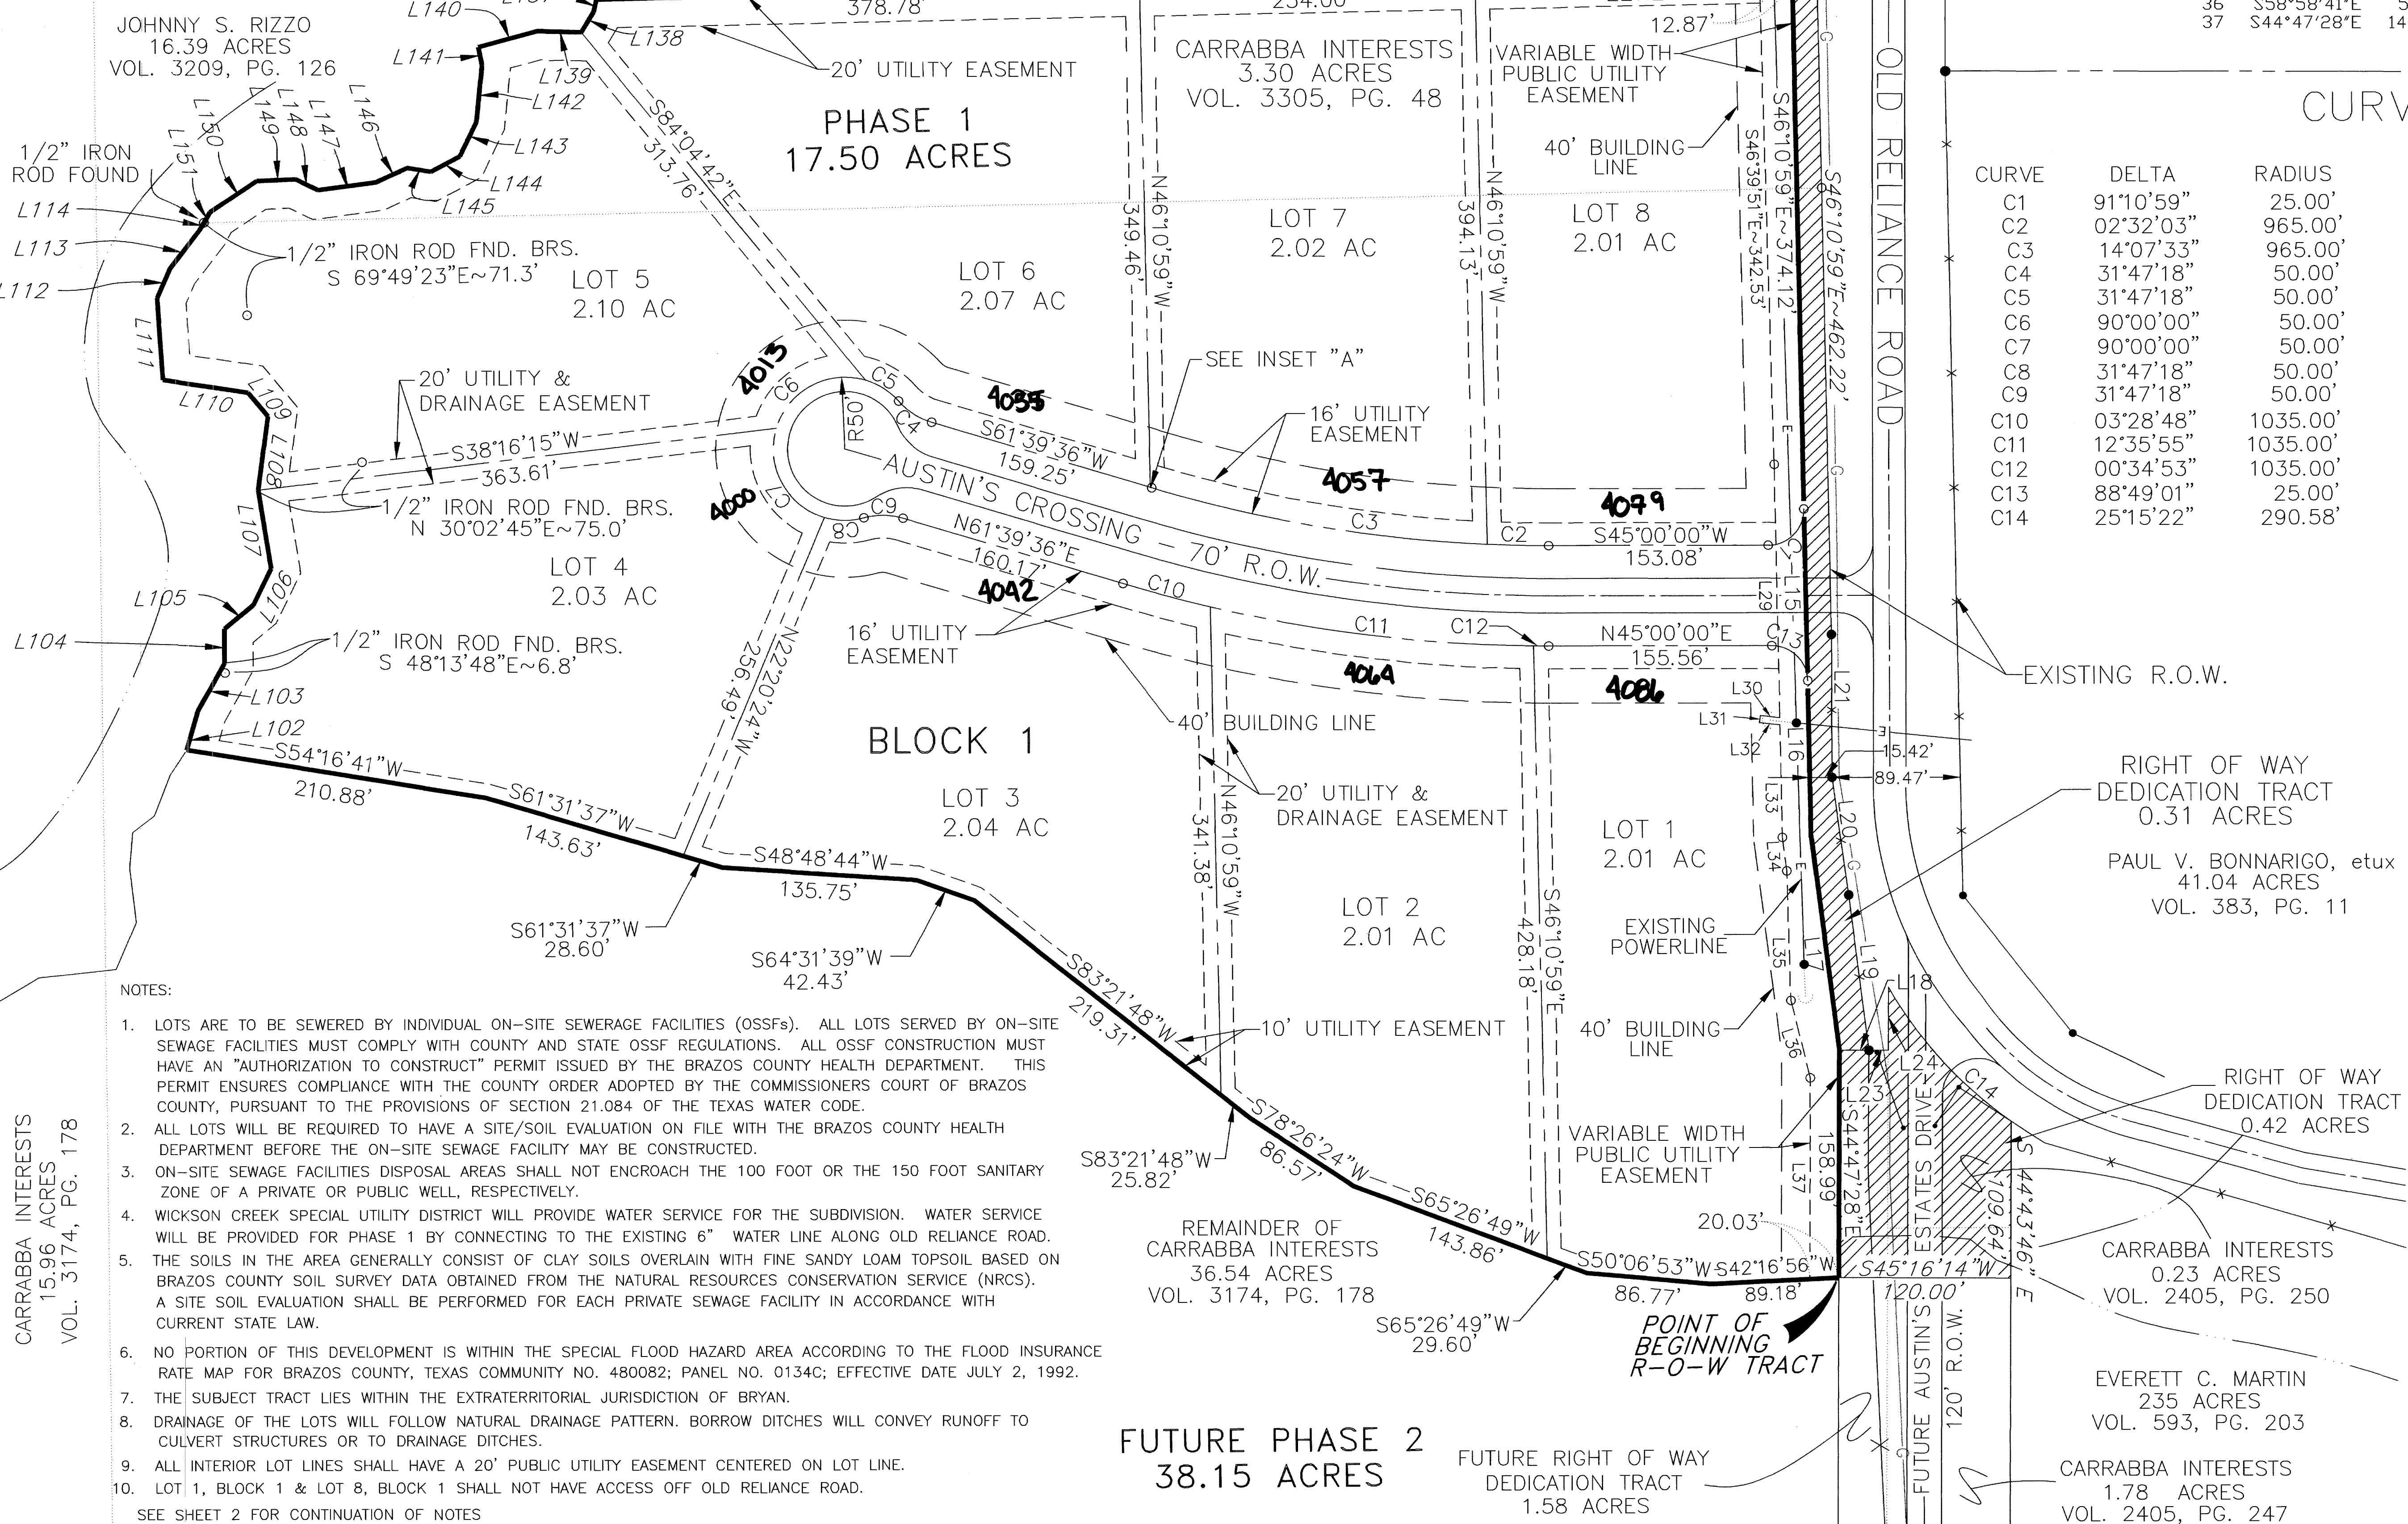 JOHNNY S. RIZZO
16.39 ACRES
VOL. 3209, PG. 126
L140
L138
L141
L139
L142
L143
L144
L145
L146
L147
L148
L149
L150
L151
378.78'
20' UTILITY EASEMENT
234.00'
12.87'
PHASE 1
17.50 ACRES
CARRABBA INTERESTS
3.30 ACRES
VOL. 3305, PG. 48
VARIABLE WIDTH
PUBLIC UTILITY
EASEMENT
40' BUILDING
LINE
36 S58°58'41"E 5
37 S44°47'28"E 14
CURV
CURVE DELTA RADIUS
C1 91°10'59" 25.00'
C2 02°32'03" 965.00'
C3 14°07'33" 965.00'
C4 31°47'18" 50.00'
C5 31°47'18" 50.00'
C6 90°00'00" 50.00'
C7 90°00'00" 50.00'
C8 31°47'18" 50.00'
C9 31°47'18" 50.00'
C10 03°28'48" 1035.00'
C11 12°35'55" 1035.00'
C12 00°34'53" 1035.00'
C13 88°49'01" 25.00'
C14 25°15'22" 290.58'
1/2" IRON
ROD FOUND
L114
L113
L112
L111
L110
L109
L108
L107
L106
L105
L104
L103
L102
1/2" IRON ROD FND. BRS.
S 69°49'23"E~71.3'
LOT 5
2.10 AC
S84°04'42"E
313.76'
LOT 6
2.07 AC
N46°10'59"W
349.46'
LOT 7
2.02 AC
N46°10'59"W
394.13'
LOT 8
2.01 AC
S46°39'51"E~342.53'
S46°10'59"E~374.12'
S46°10'59"E~462.22'
OLD RELIANCE ROAD
20' UTILITY &
DRAINAGE EASEMENT
S38°16'15"W
363.61'
1/2" IRON ROD FND. BRS.
N 30°02'45"E~75.0'
4013
C6
C5
C4
R50'
4035
SEE INSET "A"
16' UTILITY
EASEMENT
S61°39'36"W
159.25'
4057
C3
C2
4079
S45°00'00"W
153.08'
AUSTIN'S CROSSING - 70' R.O.W.
4000
C7
C8
C9
N61°39'36"E
160.17'
4042
C10
C11
C12
N45°00'00"E
155.56'
L29
L15
C13
4064
4086
L30
L31
L32
L16
L21
EXISTING R.O.W.
LOT 4
2.03 AC
1/2" IRON ROD FND. BRS.
S 48°13'48"E~6.8'
N22°20'24"W
256.49'
16' UTILITY
EASEMENT
40' BUILDING LINE
BLOCK 1
LOT 3
2.04 AC
20' UTILITY &
DRAINAGE EASEMENT
N46°10'59"W
341.38'
LOT 2
2.01 AC
S46°10'59"E
428.18'
LOT 1
2.01 AC
15.42'
89.47'
L33
L34
L35
L36
L37
L20
L19
L17
L18
L24
L23
C14
RIGHT OF WAY
DEDICATION TRACT
0.31 ACRES
PAUL V. BONNARIGO, etux
41.04 ACRES
VOL. 383, PG. 11
EXISTING
POWERLINE
40' BUILDING
LINE
S54°16'41"W
210.88'
S61°31'37"W
143.63'
S61°31'37"W
28.60'
S48°48'44"W
135.75'
S64°31'39"W
42.43'
S83°21'48"W
219.31'
10' UTILITY EASEMENT
S83°21'48"W
25.82'
S78°26'24"W
86.57'
S65°26'49"W
143.86'
S65°26'49"W
29.60'
S50°06'53"W
86.77'
S42°16'56"W
89.18'
VARIABLE WIDTH
PUBLIC UTILITY
EASEMENT
20.03'
158.99'
S44°47'28"E
S45°16'14"W
120.00'
109.64'
S 44°43'46" E
RIGHT OF WAY
DEDICATION TRACT
0.42 ACRES
CARRABBA INTERESTS
0.23 ACRES
VOL. 2405, PG. 250
EVERETT C. MARTIN
235 ACRES
VOL. 593, PG. 203
CARRABBA INTERESTS
1.78 ACRES
VOL. 2405, PG. 247
FUTURE AUSTIN'S ESTATES DRIVE
120' R.O.W.
POINT OF
BEGINNING
R-O-W TRACT
REMAINDER OF
CARRABBA INTERESTS
36.54 ACRES
VOL. 3174, PG. 178
FUTURE PHASE 2
38.15 ACRES
FUTURE RIGHT OF WAY
DEDICATION TRACT
1.58 ACRES
CARRABBA INTERESTS
15.96 ACRES
VOL. 3174, PG. 178
NOTES:
1. LOTS ARE TO BE SEWERED BY INDIVIDUAL ON-SITE SEWERAGE FACILITIES (OSSFs). ALL LOTS SERVED BY ON-SITE
SEWAGE FACILITIES MUST COMPLY WITH COUNTY AND STATE OSSF REGULATIONS. ALL OSSF CONSTRUCTION MUST
HAVE AN "AUTHORIZATION TO CONSTRUCT" PERMIT ISSUED BY THE BRAZOS COUNTY HEALTH DEPARTMENT. THIS
PERMIT ENSURES COMPLIANCE WITH THE COUNTY ORDER ADOPTED BY THE COMMISSIONERS COURT OF BRAZOS
COUNTY, PURSUANT TO THE PROVISIONS OF SECTION 21.084 OF THE TEXAS WATER CODE.
2. ALL LOTS WILL BE REQUIRED TO HAVE A SITE/SOIL EVALUATION ON FILE WITH THE BRAZOS COUNTY HEALTH
DEPARTMENT BEFORE THE ON-SITE SEWAGE FACILITY MAY BE CONSTRUCTED.
3. ON-SITE SEWAGE FACILITIES DISPOSAL AREAS SHALL NOT ENCROACH THE 100 FOOT OR THE 150 FOOT SANITARY
ZONE OF A PRIVATE OR PUBLIC WELL, RESPECTIVELY.
4. WICKSON CREEK SPECIAL UTILITY DISTRICT WILL PROVIDE WATER SERVICE FOR THE SUBDIVISION. WATER SERVICE
WILL BE PROVIDED FOR PHASE 1 BY CONNECTING TO THE EXISTING 6" WATER LINE ALONG OLD RELIANCE ROAD.
5. THE SOILS IN THE AREA GENERALLY CONSIST OF CLAY SOILS OVERLAIN WITH FINE SANDY LOAM TOPSOIL BASED ON
BRAZOS COUNTY SOIL SURVEY DATA OBTAINED FROM THE NATURAL RESOURCES CONSERVATION SERVICE (NRCS).
A SITE SOIL EVALUATION SHALL BE PERFORMED FOR EACH PRIVATE SEWAGE FACILITY IN ACCORDANCE WITH
CURRENT STATE LAW.
6. NO PORTION OF THIS DEVELOPMENT IS WITHIN THE SPECIAL FLOOD HAZARD AREA ACCORDING TO THE FLOOD INSURANCE
RATE MAP FOR BRAZOS COUNTY, TEXAS COMMUNITY NO. 480082; PANEL NO. 0134C; EFFECTIVE DATE JULY 2, 1992.
7. THE SUBJECT TRACT LIES WITHIN THE EXTRATERRITORIAL JURISDICTION OF BRYAN.
8. DRAINAGE OF THE LOTS WILL FOLLOW NATURAL DRAINAGE PATTERN. BORROW DITCHES WILL CONVEY RUNOFF TO
CULVERT STRUCTURES OR TO DRAINAGE DITCHES.
9. ALL INTERIOR LOT LINES SHALL HAVE A 20' PUBLIC UTILITY EASEMENT CENTERED ON LOT LINE.
10. LOT 1, BLOCK 1 & LOT 8, BLOCK 1 SHALL NOT HAVE ACCESS OFF OLD RELIANCE ROAD.
SEE SHEET 2 FOR CONTINUATION OF NOTES